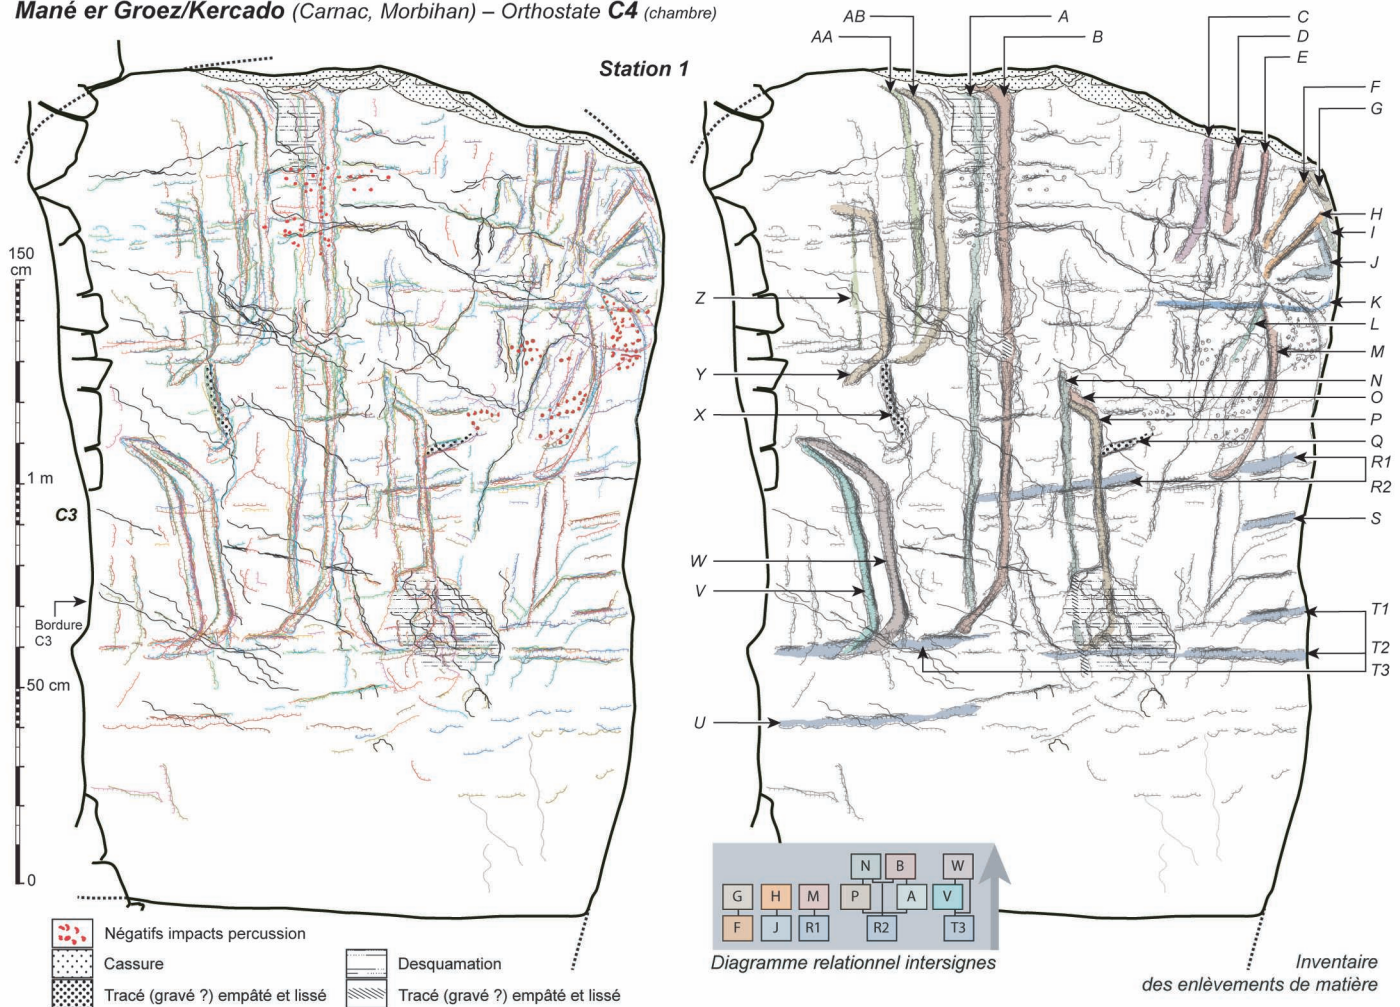 Mané er Groez/Kercado (Carnac, Morbihan) – Orthostate C4 (chambre)
Station 1
150
cm
1 m
C3
Bordure
C3
50 cm
0
AB
AA
A
B
C
D
E
F
G
H
I
J
K
L
M
N
O
P
Q
R1
R2
S
T1
T2
T3
Z
Y
X
W
V
U
N B W
G H M P A V
F J R1 R2 T3
Diagramme relationnel intersignes
Inventaire
des enlèvements de matière
Négatifs impacts percussion
Cassure
Desquamation
Tracé (gravé ?) empâté et lissé
Tracé (gravé ?) empâté et lissé